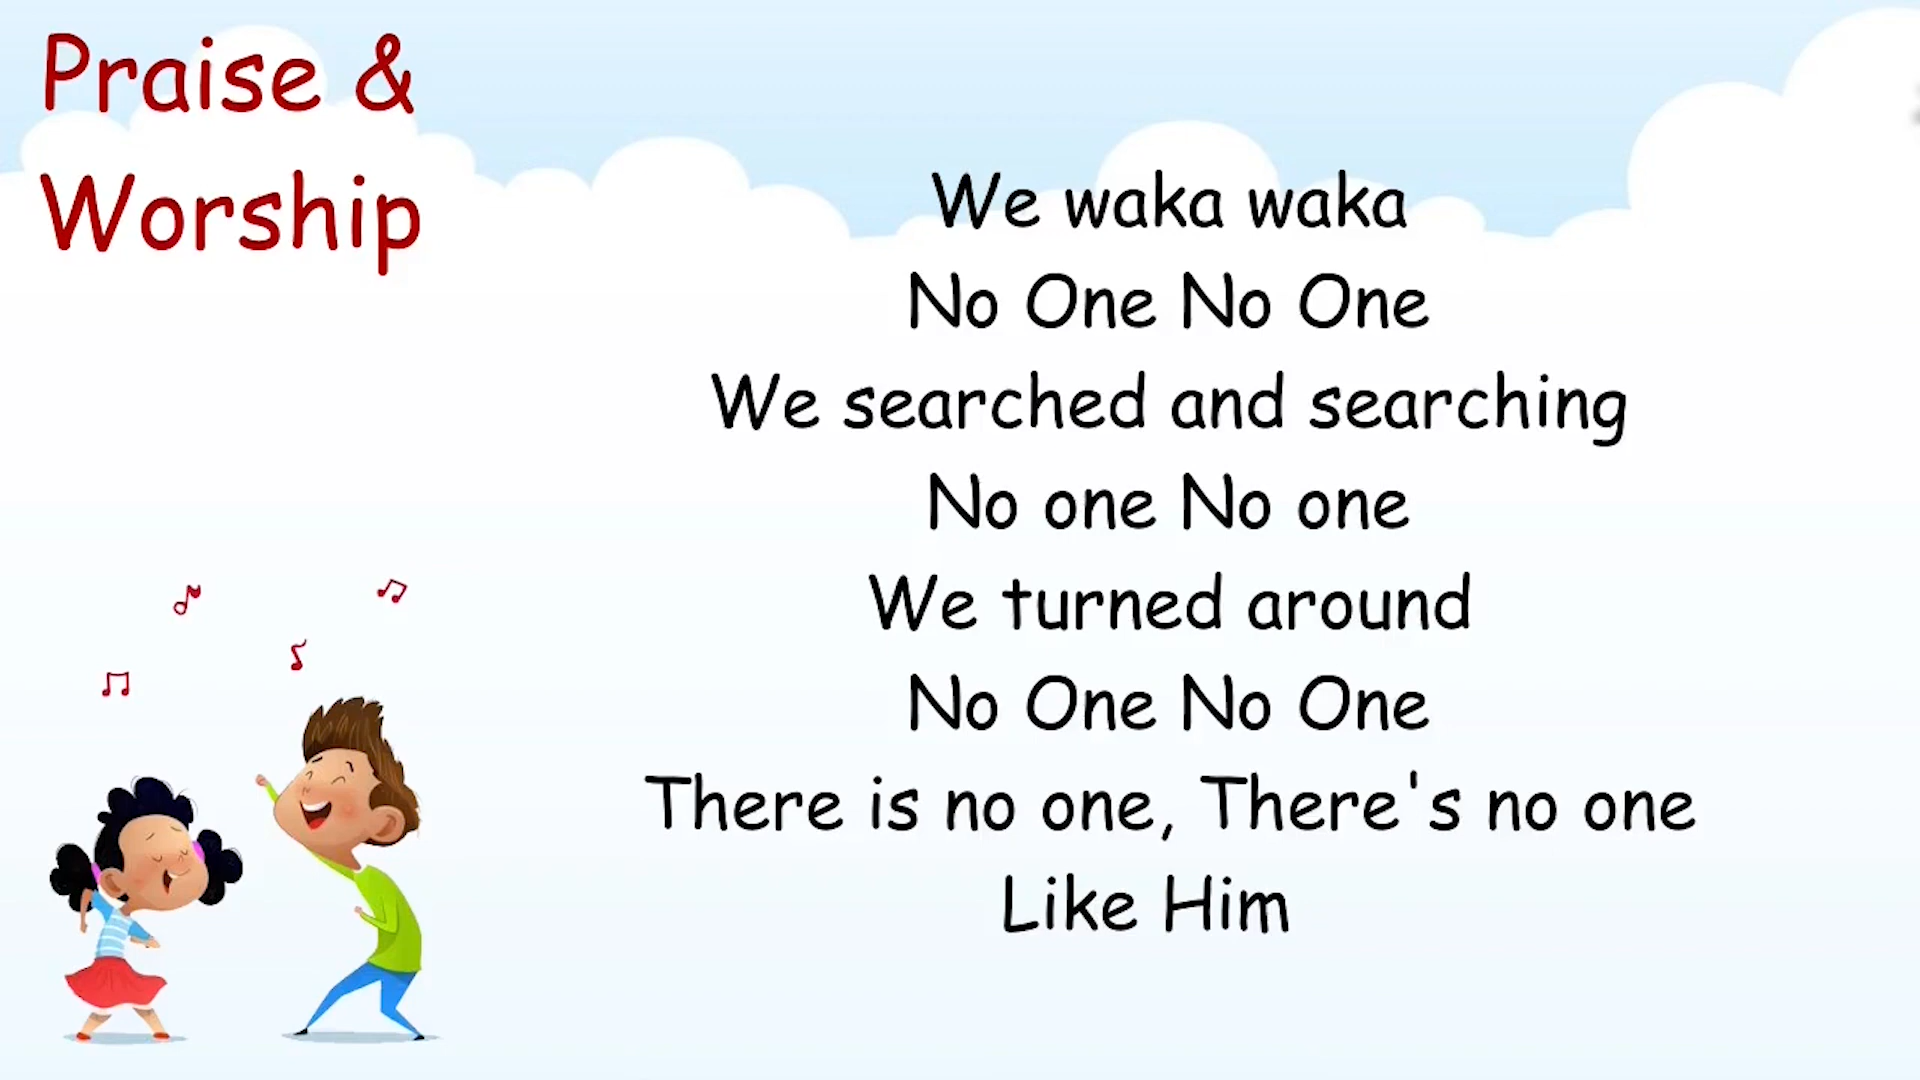 Praise &
Worship
We waka waka
No One No One
We searched and searching
No one No one
We turned around
No One No One
There is no one, There's no one
Like Him